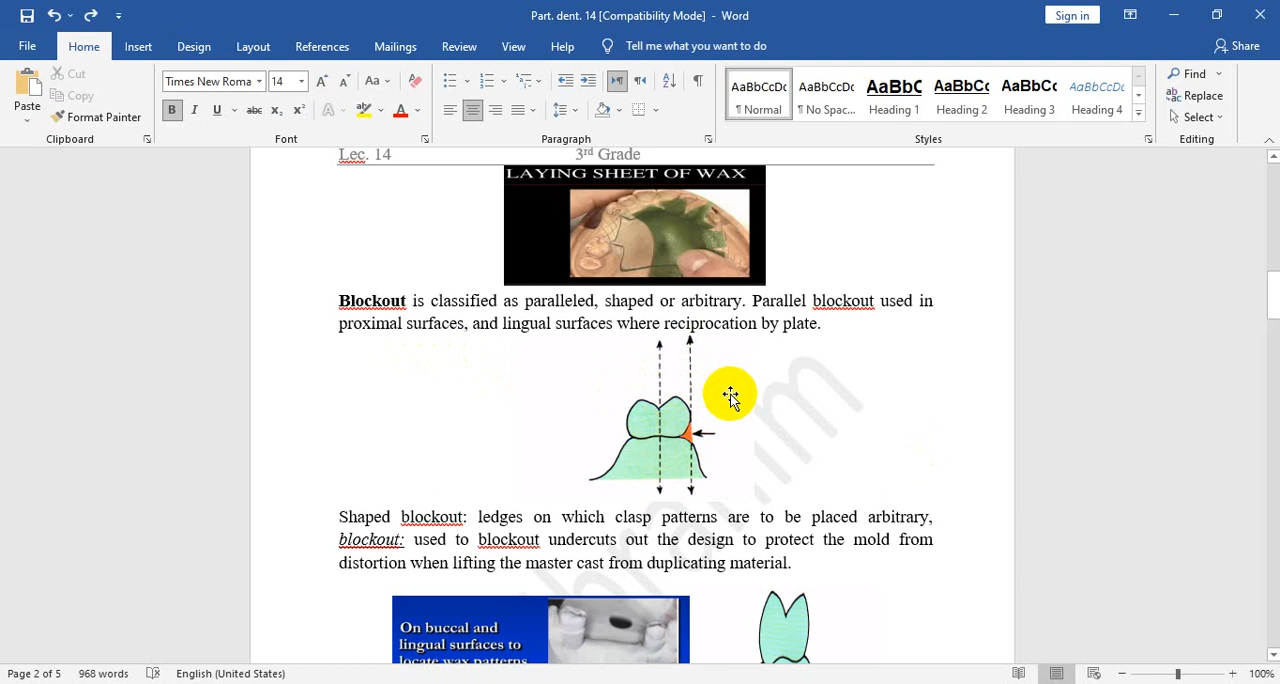 Part. dent. 14 [Compatibility Mode] - Word
Sign in
File Home Insert Design Layout References Mailings Review View Help Tell me what you want to do Share
Paste
Cut
Copy
Format Painter
Clipboard
Times New Roma 14
Font
Paragraph
AaBbCcDc AaBbCcDc AaBbC AaBbCc AaBbCc AaBbCcDc
¶ Normal ¶ No Spac... Heading 1 Heading 2 Heading 3 Heading 4
Styles
Find
Replace
Select
Editing
Lec. 14 3rd Grade
LAYING SHEET OF WAX
Blockout is classified as paralleled, shaped or arbitrary. Parallel blockout used in
proximal surfaces, and lingual surfaces where reciprocation by plate.
Shaped blockout: ledges on which clasp patterns are to be placed arbitrary,
blockout: used to blockout undercuts out the design to protect the mold from
distortion when lifting the master cast from duplicating material.
On buccal and
lingual surfaces to
locate wax patterns
Page 2 of 5 968 words English (United States) 100%